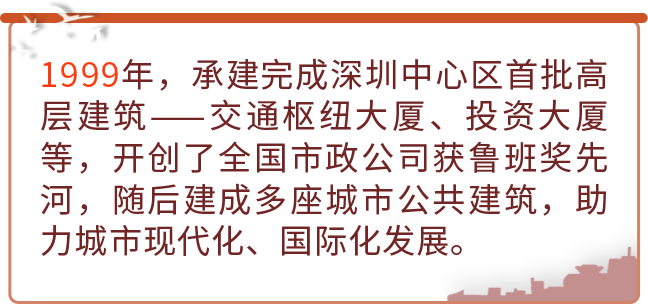 1999年，承建完成深圳中心区首批高
层建筑——交通枢纽大厦、投资大厦
等，开创了全国市政公司获鲁班奖先
河，随后建成多座城市公共建筑，助
力城市现代化、国际化发展。